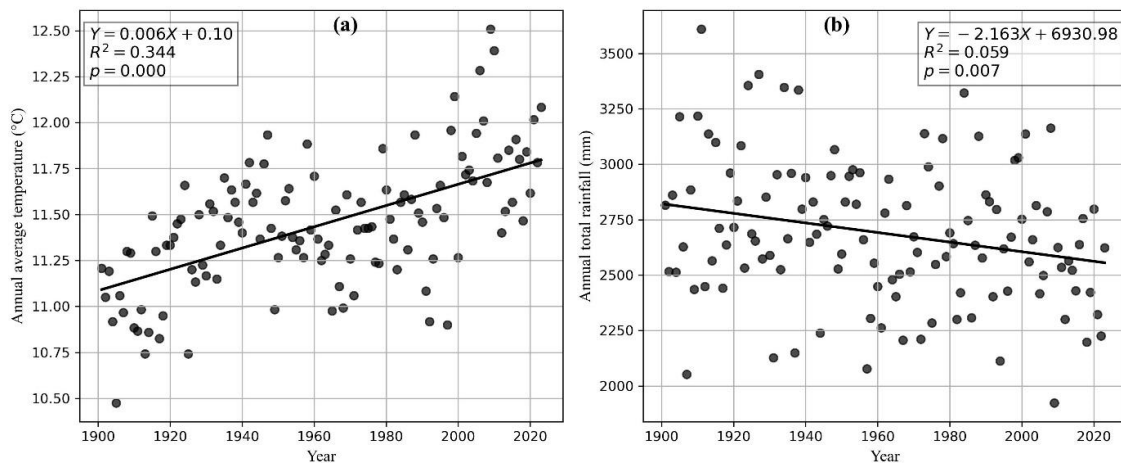 (a)
Y = 0.006X + 0.10
R² = 0.344
p = 0.000
Annual average temperature (°C)
12.50
12.25
12.00
11.75
11.50
11.25
11.00
10.75
10.50
1900 1920 1940 1960 1980 2000 2020
Year
(b)
Y = − 2.163X + 6930.98
R² = 0.059
p = 0.007
Annual total rainfall (mm)
3500
3250
3000
2750
2500
2250
2000
1900 1920 1940 1960 1980 2000 2020
Year